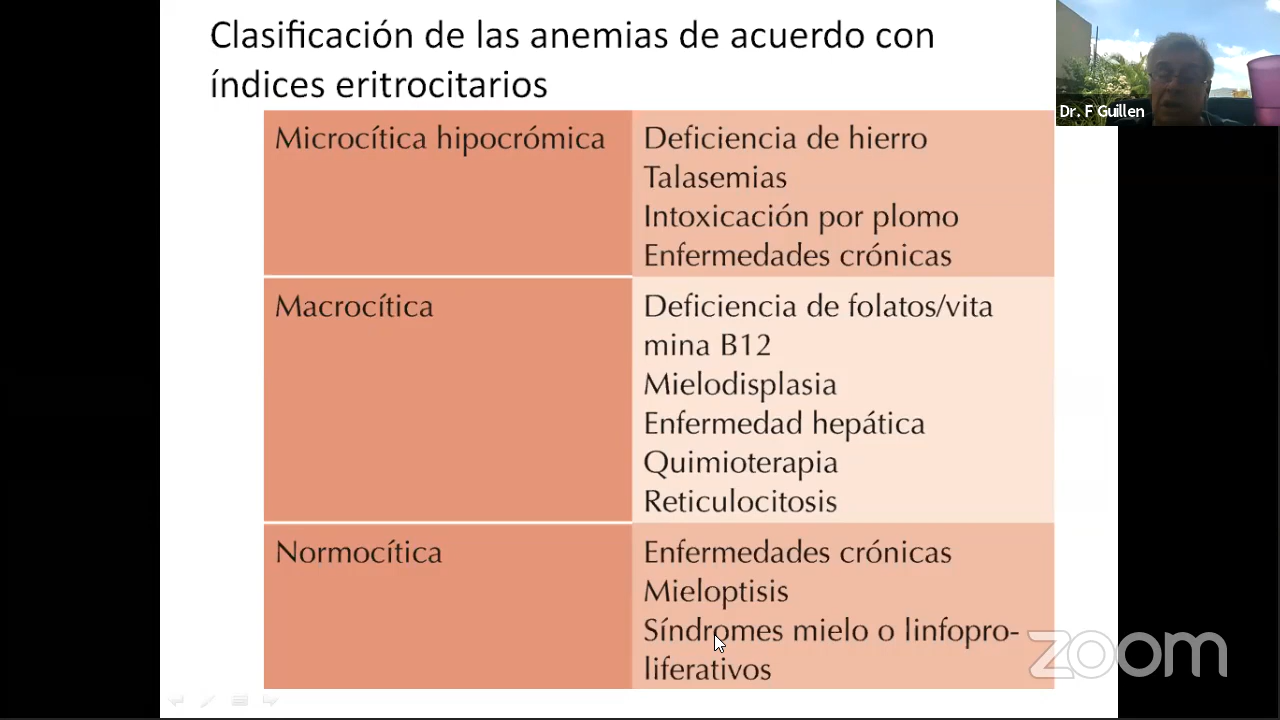 Clasificación de las anemias de acuerdo con
índices eritrocitarios
Dr. F Guillen
Microcítica hipocrómica
Deficiencia de hierro
Talasemias
Intoxicación por plomo
Enfermedades crónicas
Macrocítica
Deficiencia de folatos/vita
mina B12
Mielodisplasia
Enfermedad hepática
Quimioterapia
Reticulocitosis
Normocítica
Enfermedades crónicas
Mieloptisis
Síndromes mielo o linfopro-
liferativos
zoom